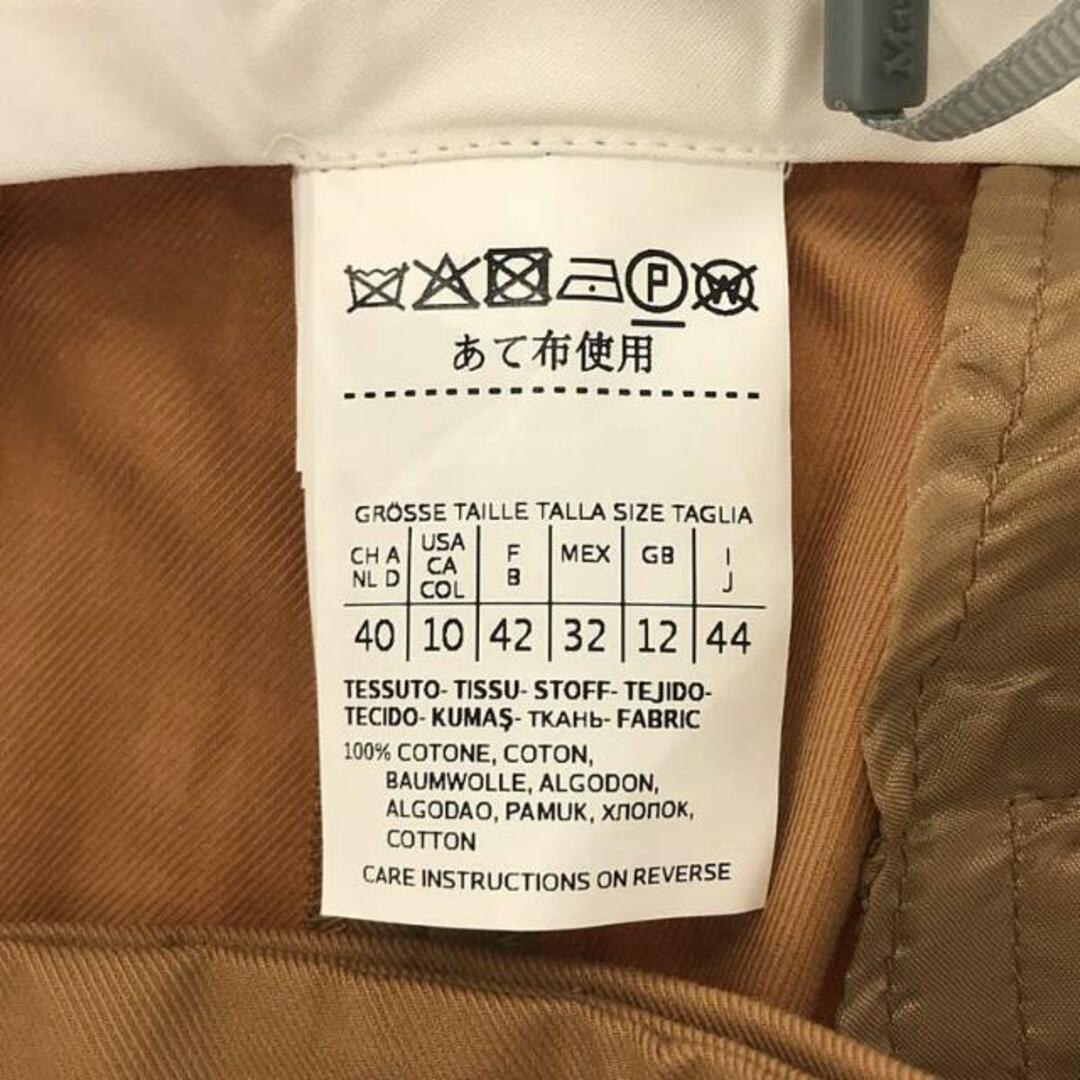 Ma
P W
あて布使用
GRÖSSE TAILLE TALLA SIZE TAGLIA
CH A NL D USA CA COL F B MEX GB I J
40 10 42 32 12 44
TESSUTO- TISSU- STOFF- TEJIDO-
TECIDO- KUMAŞ- ТКАНЬ- FABRIC
100% COTONE, COTON,
BAUMWOLLE, ALGODON,
ALGODAO, PAMUK, ХЛОПОК,
COTTON
CARE INSTRUCTIONS ON REVERSE